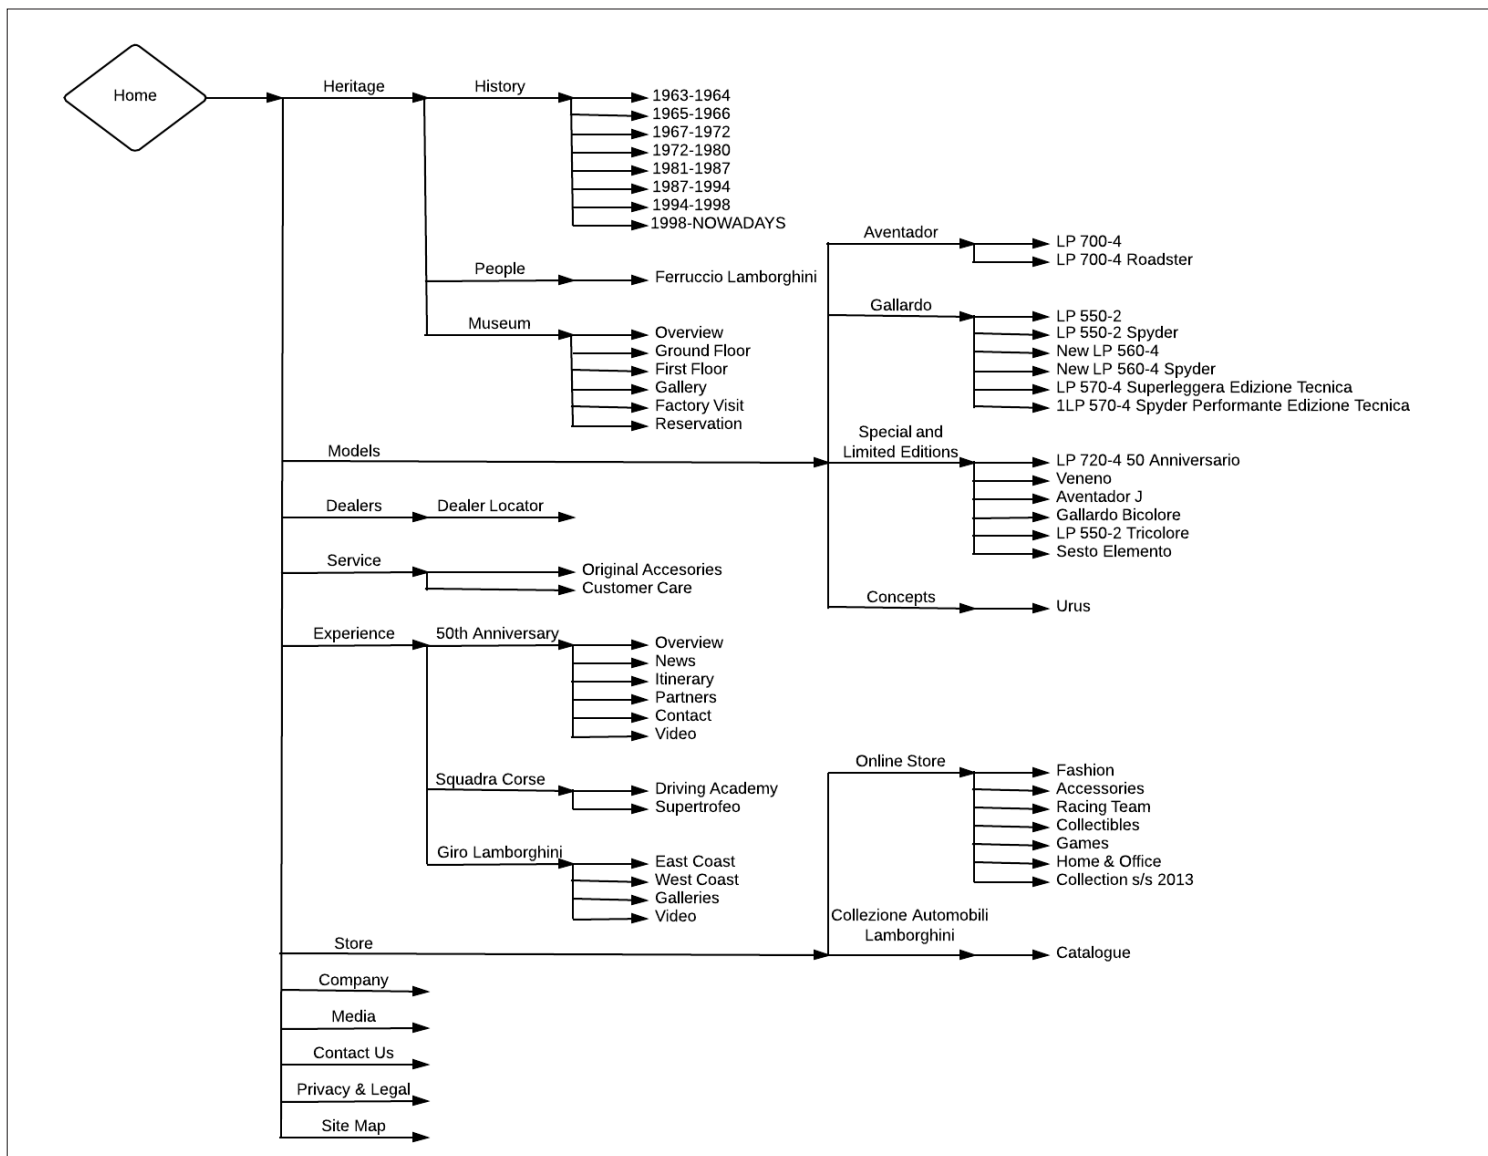 Home
Heritage
History
1963-1964
1965-1966
1967-1972
1972-1980
1981-1987
1987-1994
1994-1998
1998-NOWADAYS
People
Ferruccio Lamborghini
Museum
Overview
Ground Floor
First Floor
Gallery
Factory Visit
Reservation
Models
Aventador
LP 700-4
LP 700-4 Roadster
Gallardo
LP 550-2
LP 550-2 Spyder
New LP 560-4
New LP 560-4 Spyder
LP 570-4 Superleggera Edizione Tecnica
1LP 570-4 Spyder Performante Edizione Tecnica
Special and
Limited Editions
LP 720-4 50 Anniversario
Veneno
Aventador J
Gallardo Bicolore
LP 550-2 Tricolore
Sesto Elemento
Concepts
Urus
Dealers
Dealer Locator
Service
Original Accesories
Customer Care
Experience
50th Anniversary
Overview
News
Itinerary
Partners
Contact
Video
Squadra Corse
Driving Academy
Supertrofeo
Giro Lamborghini
East Coast
West Coast
Galleries
Video
Store
Online Store
Fashion
Accessories
Racing Team
Collectibles
Games
Home & Office
Collection s/s 2013
Collezione Automobili
Lamborghini
Catalogue
Company
Media
Contact Us
Privacy & Legal
Site Map